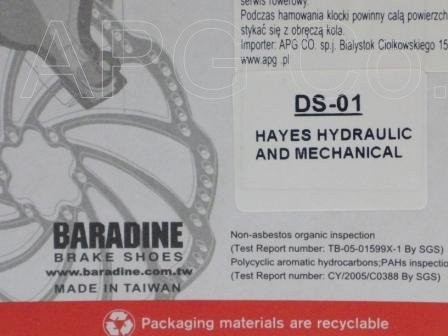 serwis rowerowy.
Podczas hamowania klocki powinny całą powierzch
stykać się z obręczą koła.
Importer: APG CO. sp.j. Białystok Ciołkowskiego 15
www.apg .pl
APG Co.
DS-01
HAYES HYDRAULIC
AND MECHANICAL
BARADINE
BRAKE SHOES
www.baradine.com.tw
MADE IN TAIWAN
Non-asbestos organic inspection
(Test Report number: TB-05-01599X-1 By SGS)
Polycyclic aromatic hydrocarbons;PAHs inspectio
(Test Report number: CY/2005/C0388 By SGS)
Packaging materials are recyclable